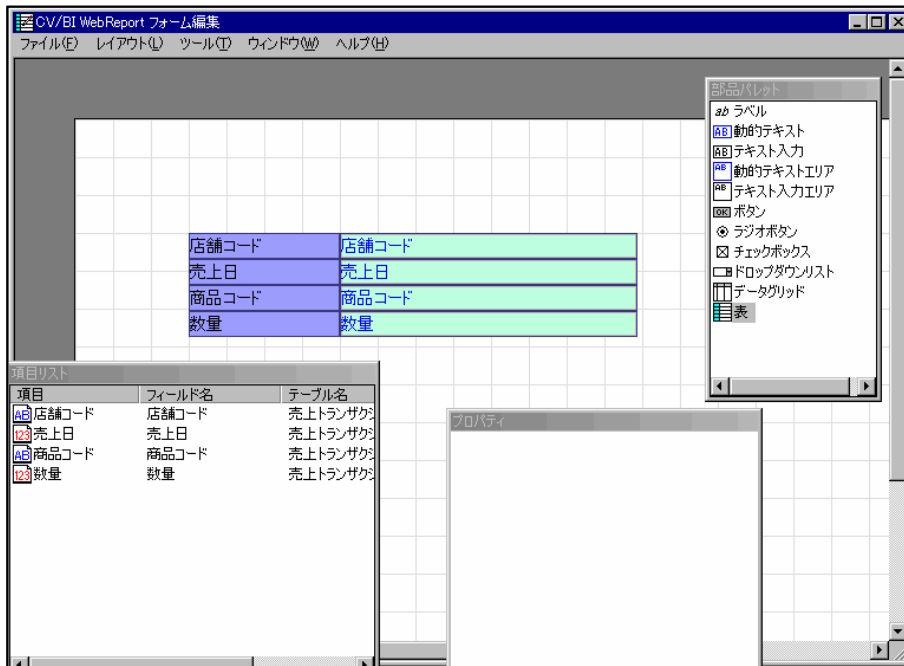 CV/BI WebReport フォーム編集
ファイル(F) レイアウト(L) ツール(T) ウィンドウ(W) ヘルプ(H)
部品パレット
ab ラベル
AB 動的テキスト
AB テキスト入力
AB 動的テキストエリア
AB テキスト入力エリア
OK ボタン
ラジオボタン
チェックボックス
ドロップダウンリスト
データグリッド
表
店舗コード 店舗コード
売上日 売上日
商品コード 商品コード
数量 数量
項目リスト
項目 フィールド名 テーブル名
AB 店舗コード 店舗コード 売上トランザクシ
123 売上日 売上日 売上トランザクシ
AB 商品コード 商品コード 売上トランザクシ
123 数量 数量 売上トランザクシ
プロパティ